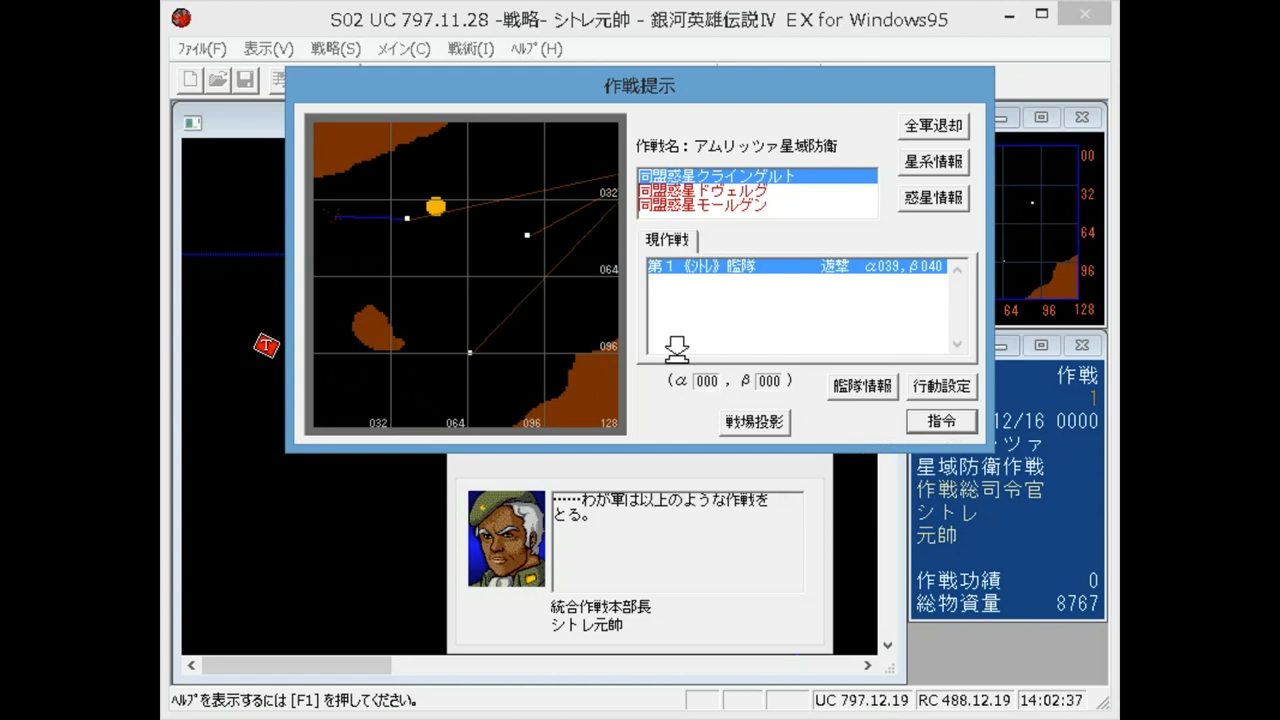 S02 UC 797.11.28 -戦略- シトレ元帥 - 銀河英雄伝説Ⅳ EX for Windows95
ﾌｧｲﾙ(F) 表示(V) 戦略(S) メイン(C) 戦術(I) ﾍﾙﾌﾟ(H)
作戦提示
作戦名：アムリッツァ星域防衛
同盟惑星クラインゲルト
同盟惑星ドヴェルグ
同盟惑星モールゲン
全軍退却
星系情報
惑星情報
現作戦
第１《ｼﾄﾚ》艦隊 遊撃 α039,β040
(α 000 , β 000 )
艦隊情報 行動設定
戦場投影 指令
032
064
096
032 064 096 128
00
32
64
96
64 96 128
作戦
1
12/16 0000
ッツァ
星域防衛作戦
作戦総司令官
シトレ
元帥
作戦功績 0
総物資量 8767
T
……わが軍は以上のような作戦を
とる。
統合作戦本部長
シトレ元帥
ﾍﾙﾌﾟを表示するには [F1] を押してください。
UC 797.12.19 RC 488.12.19 14:02:37